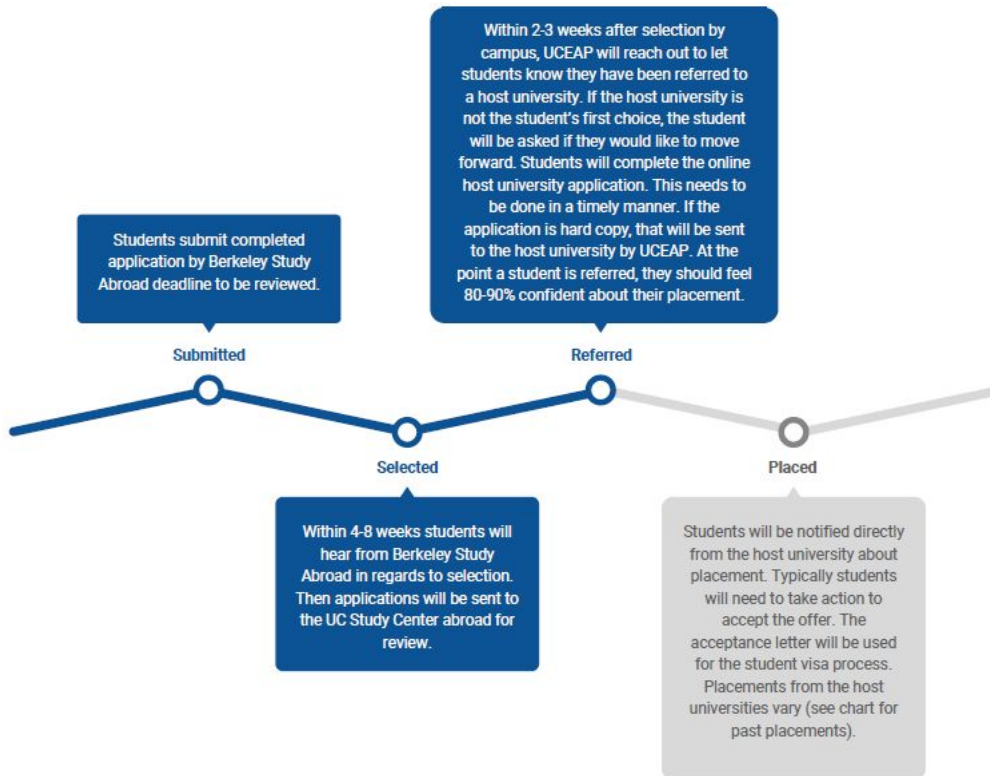 Students submit completed
application by Berkeley Study
Abroad deadline to be reviewed.
Submitted
Within 4-8 weeks students will
hear from Berkeley Study
Abroad in regards to selection.
Then applications will be sent to
the UC Study Center abroad for
review.
Selected
Within 2-3 weeks after selection by
campus, UCEAP will reach out to let
students know they have been referred to
a host university. If the host university is
not the student's first choice, the student
will be asked if they would like to move
forward. Students will complete the online
host university application. This needs to
be done in a timely manner. If the
application is hard copy, that will be sent
to the host university by UCEAP. At the
point a student is referred, they should feel
80-90% confident about their placement.
Referred
Placed
Students will be notified directly
from the host university about
placement. Typically students
will need to take action to
accept the offer. The
acceptance letter will be used
for the student visa process.
Placements from the host
universities vary (see chart for
past placements).